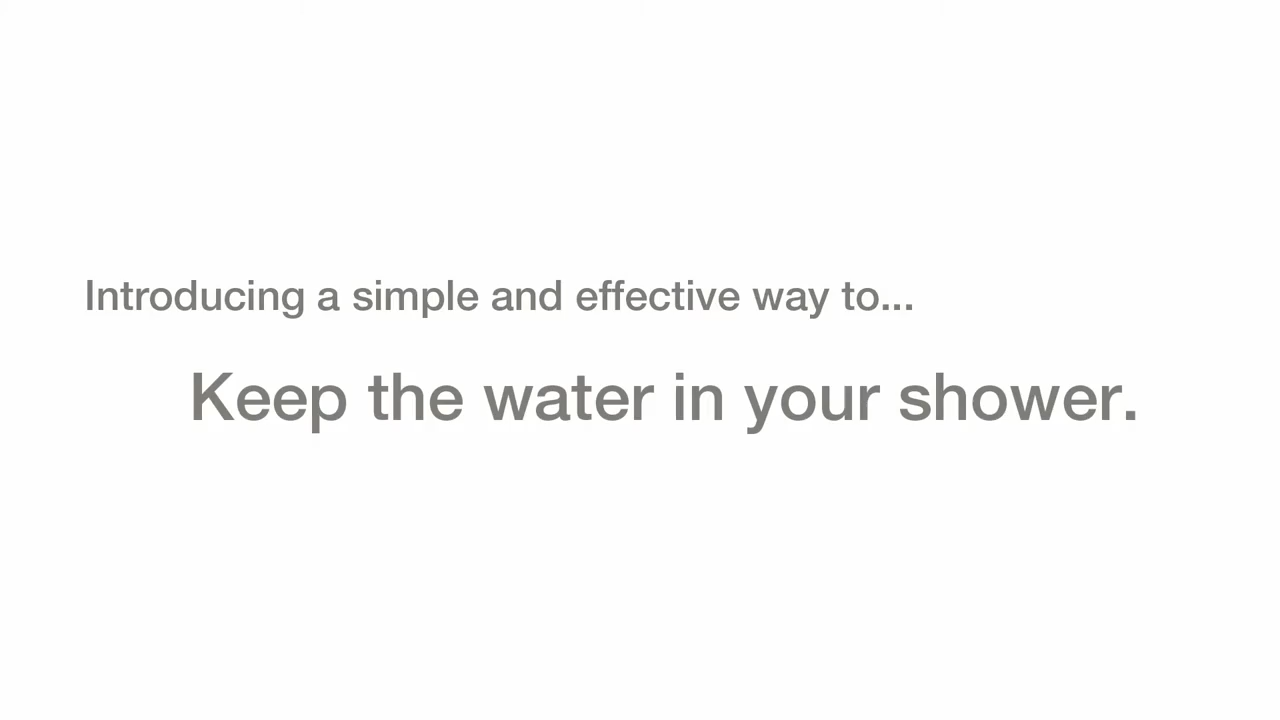 Introducing a simple and effective way to...
Keep the water in your shower.